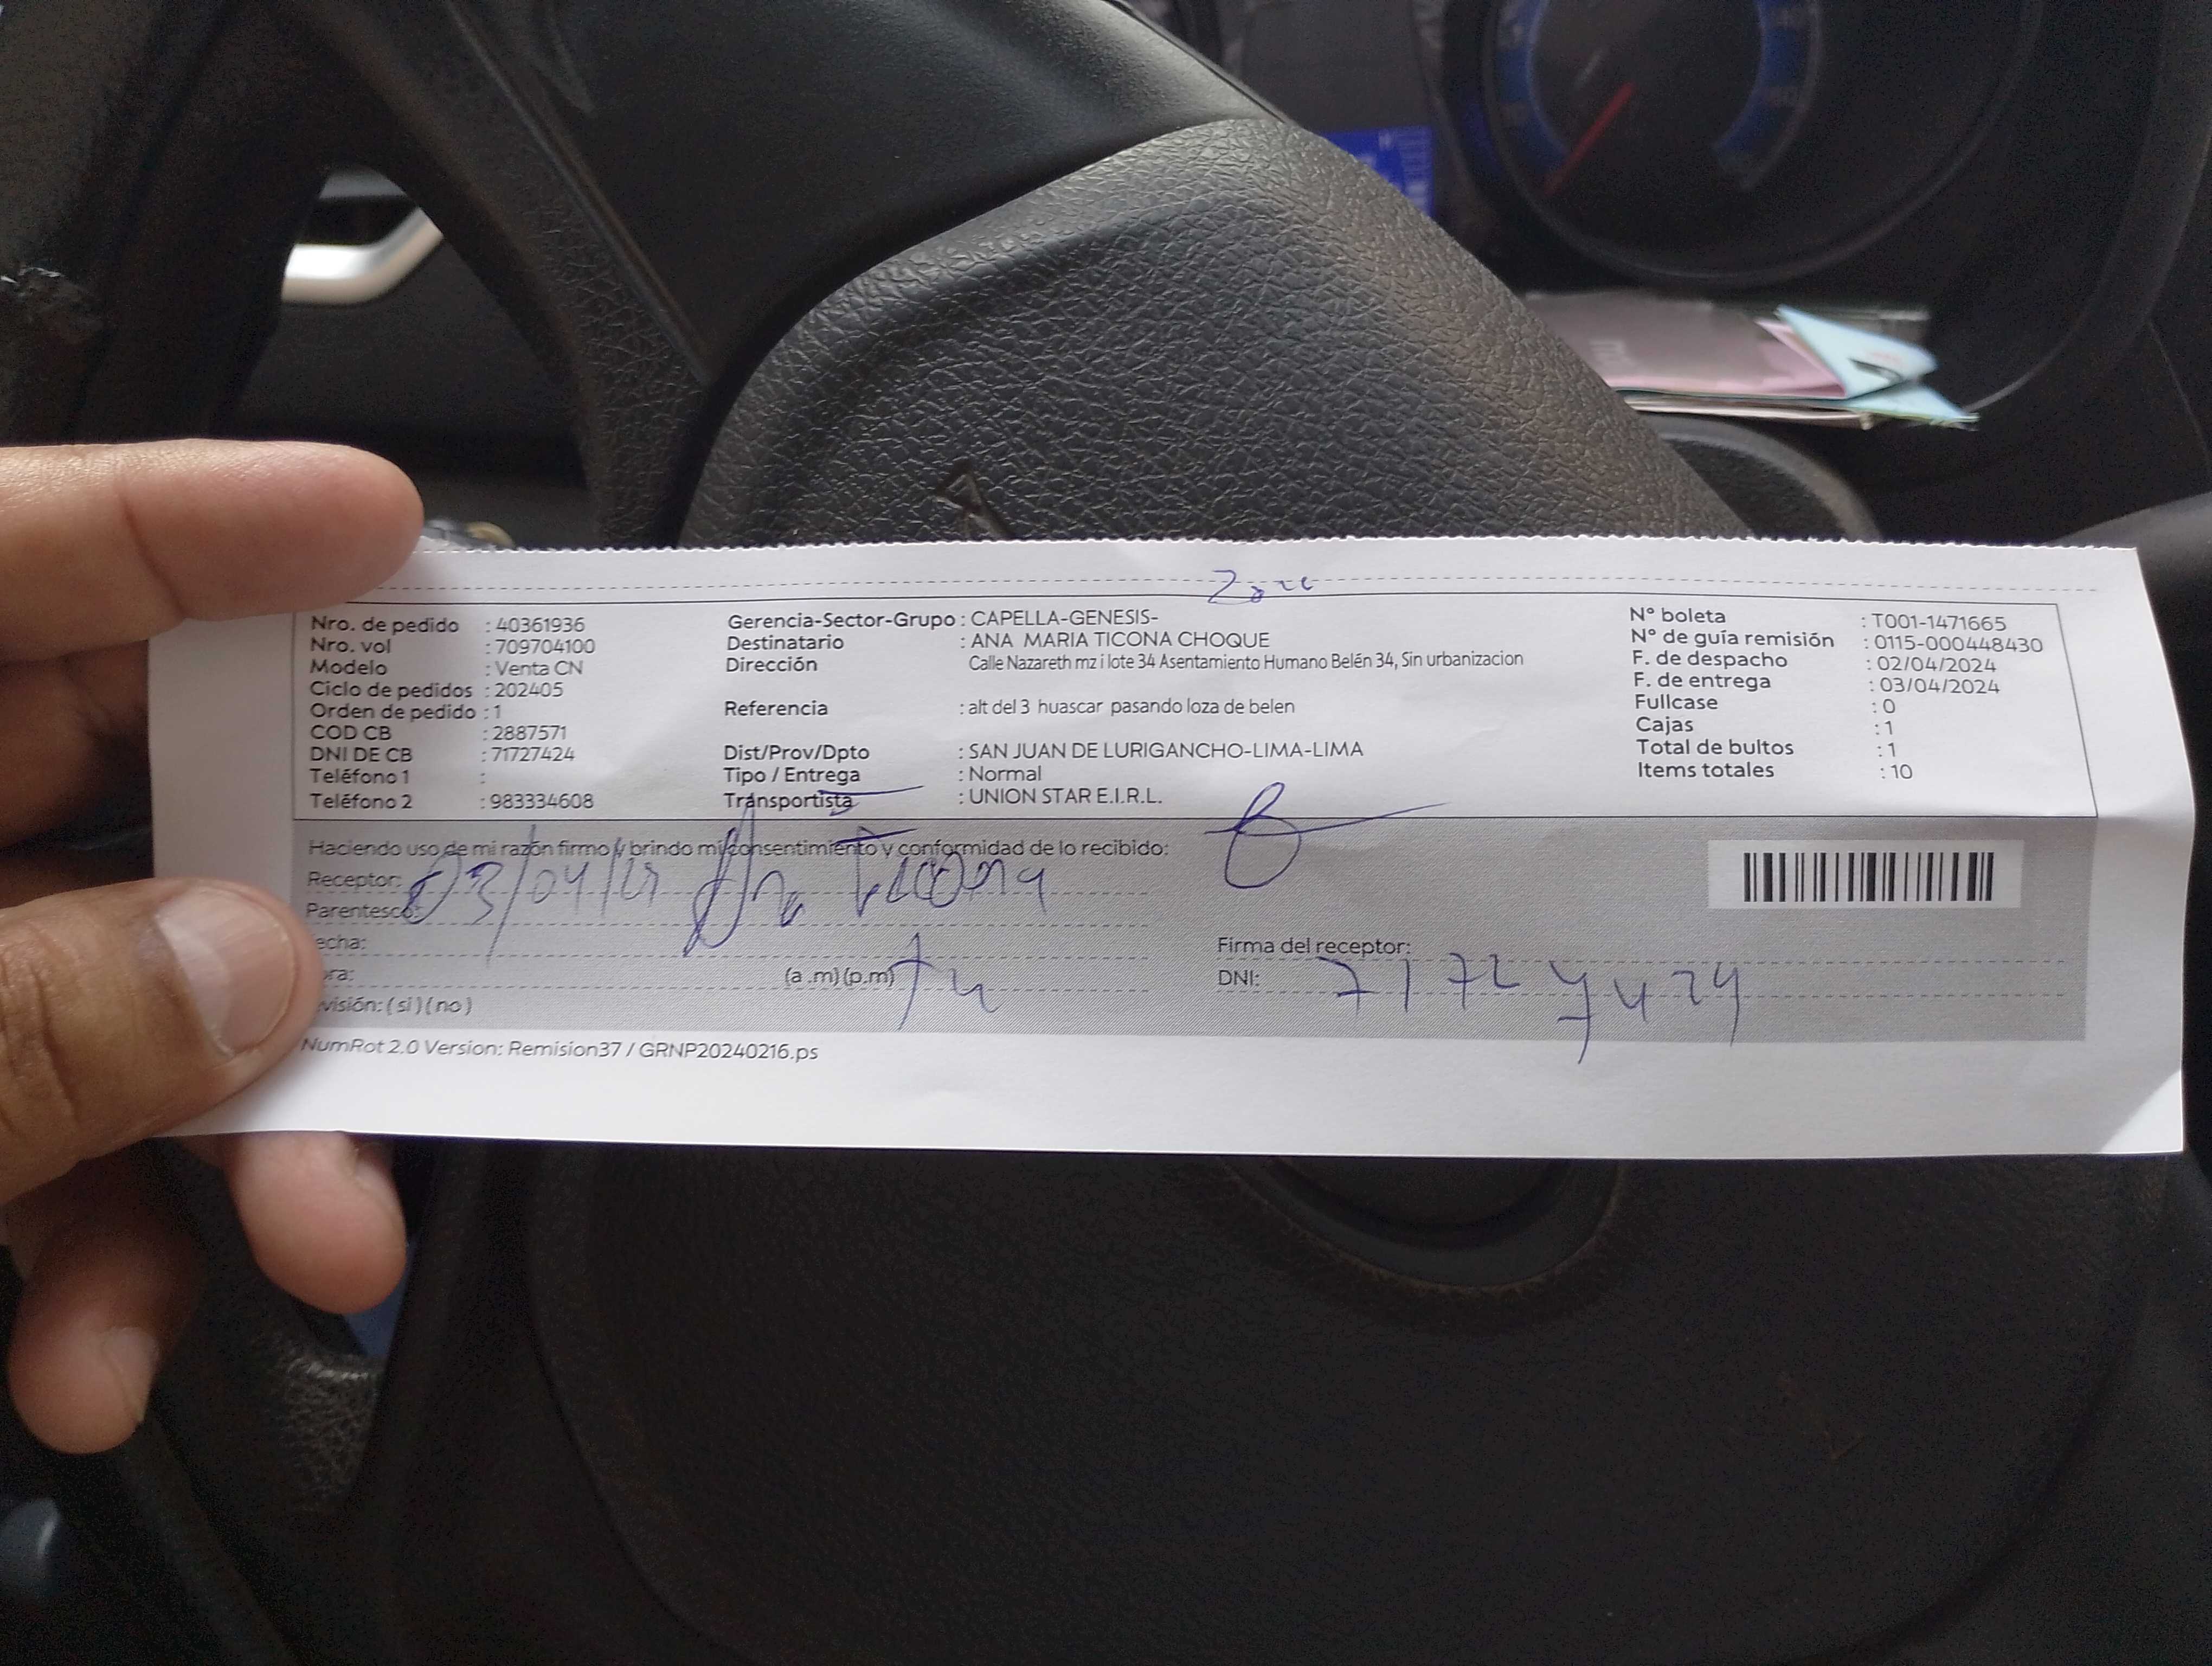 Nro. de pedido : 40361936
Nro. vol : 709704100
Modelo : Venta CN
Ciclo de pedidos : 202405
Orden de pedido : 1
COD CB : 2887571
DNI DE CB : 71727424
Teléfono 1 :
Teléfono 2 : 983334608
Gerencia-Sector-Grupo : CAPELLA-GENESIS-
Destinatario : ANA MARIA TICONA CHOQUE
Dirección Calle Nazareth mz i lote 34 Asentamiento Humano Belén 34, Sin urbanizacion
Referencia : alt del 3 huascar pasando loza de belen
Dist/Prov/Dpto : SAN JUAN DE LURIGANCHO-LIMA-LIMA
Tipo / Entrega : Normal
Transportista : UNION STAR E.I.R.L.
N° boleta : T001-1471665
N° de guía remisión : 0115-000448430
F. de despacho : 02/04/2024
F. de entrega : 03/04/2024
Fullcase : 0
Cajas : 1
Total de bultos : 1
Items totales : 10
Haciendo uso de mi razón firmo y brindo mi consentimiento y conformidad de lo recibido:
Receptor: 03/04/24 Ana Ticona
Parentesco:
echa:
ora:
(a.m)(p.m)
visión: (si) (no)
Firma del receptor:
DNI: 71727424
NumRot 2.0 Version: Remision37 / GRNP20240216.ps